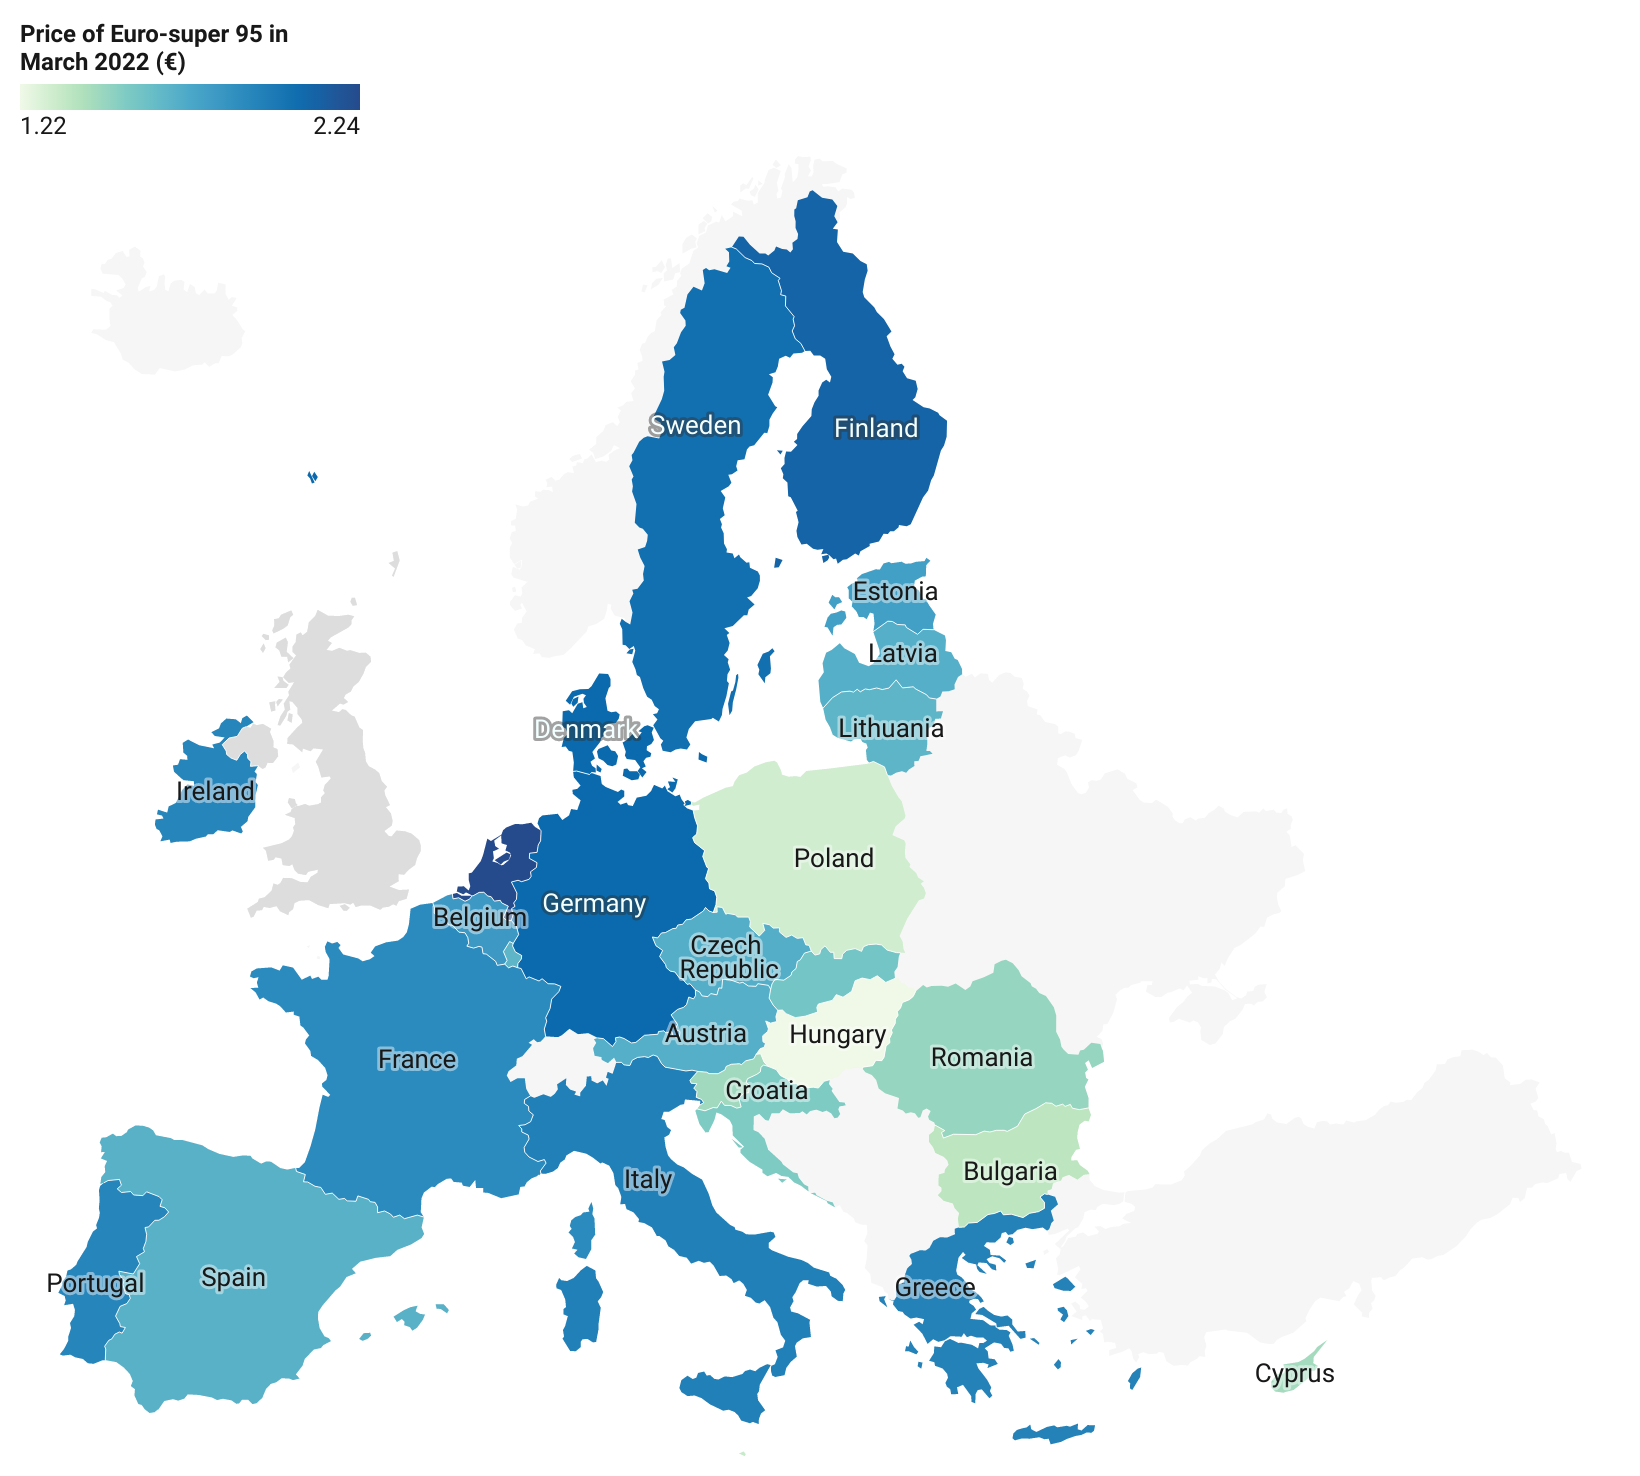 Price of Euro-super 95 in
March 2022 (€)
1.22 2.24
Sweden
Finland
Estonia
Latvia
Lithuania
Denmark
Ireland
Poland
Germany
Belgium
Czech
Republic
Austria
Hungary
France
Romania
Croatia
Bulgaria
Italy
Spain
Portugal
Greece
Cyprus